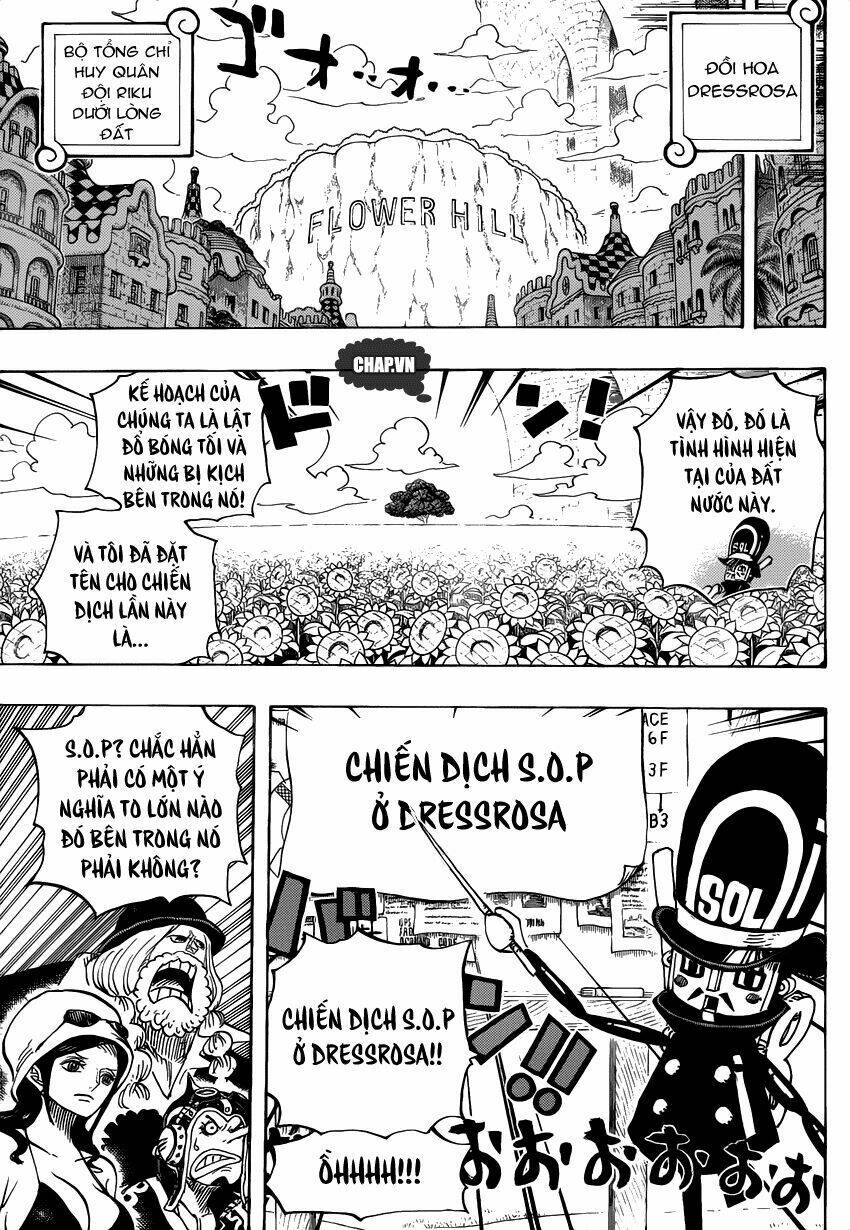 ĐỒI HOA
DRESSROSA
BỘ TỔNG CHỈ
HUY QUÂN
ĐỘI RIKU
DƯỚI LÒNG
ĐẤT
ゴオオ...
FLOWER HILL
CHAP.VN
VẬY ĐÓ, ĐÓ LÀ
TÌNH HÌNH HIỆN
TẠI CỦA ĐẤT
NƯỚC NÀY.
SOL
ドン!!
KẾ HOẠCH CỦA
CHÚNG TA LÀ LẬT
ĐỔ BÓNG TỐI VÀ
NHỮNG BI KỊCH
BÊN TRONG NÓ!
VÀ TÔI ĐÃ ĐẶT
TÊN CHO CHIẾN
DỊCH LẦN NÀY
LÀ...
ACE
6F
3F
B3
CHIẾN DỊCH S.O.P
Ở DRESSROSA
SOL
CHIẾN DỊCH S.O.P
Ở DRESSROSA!!
ỒHHHH!!!
おおおおおお
S.O.P? CHẮC HẲN
PHẢI CÓ MỘT Ý
NGHĨA TO LỚN NÀO
ĐÓ BÊN TRONG NÓ
PHẢI KHÔNG?